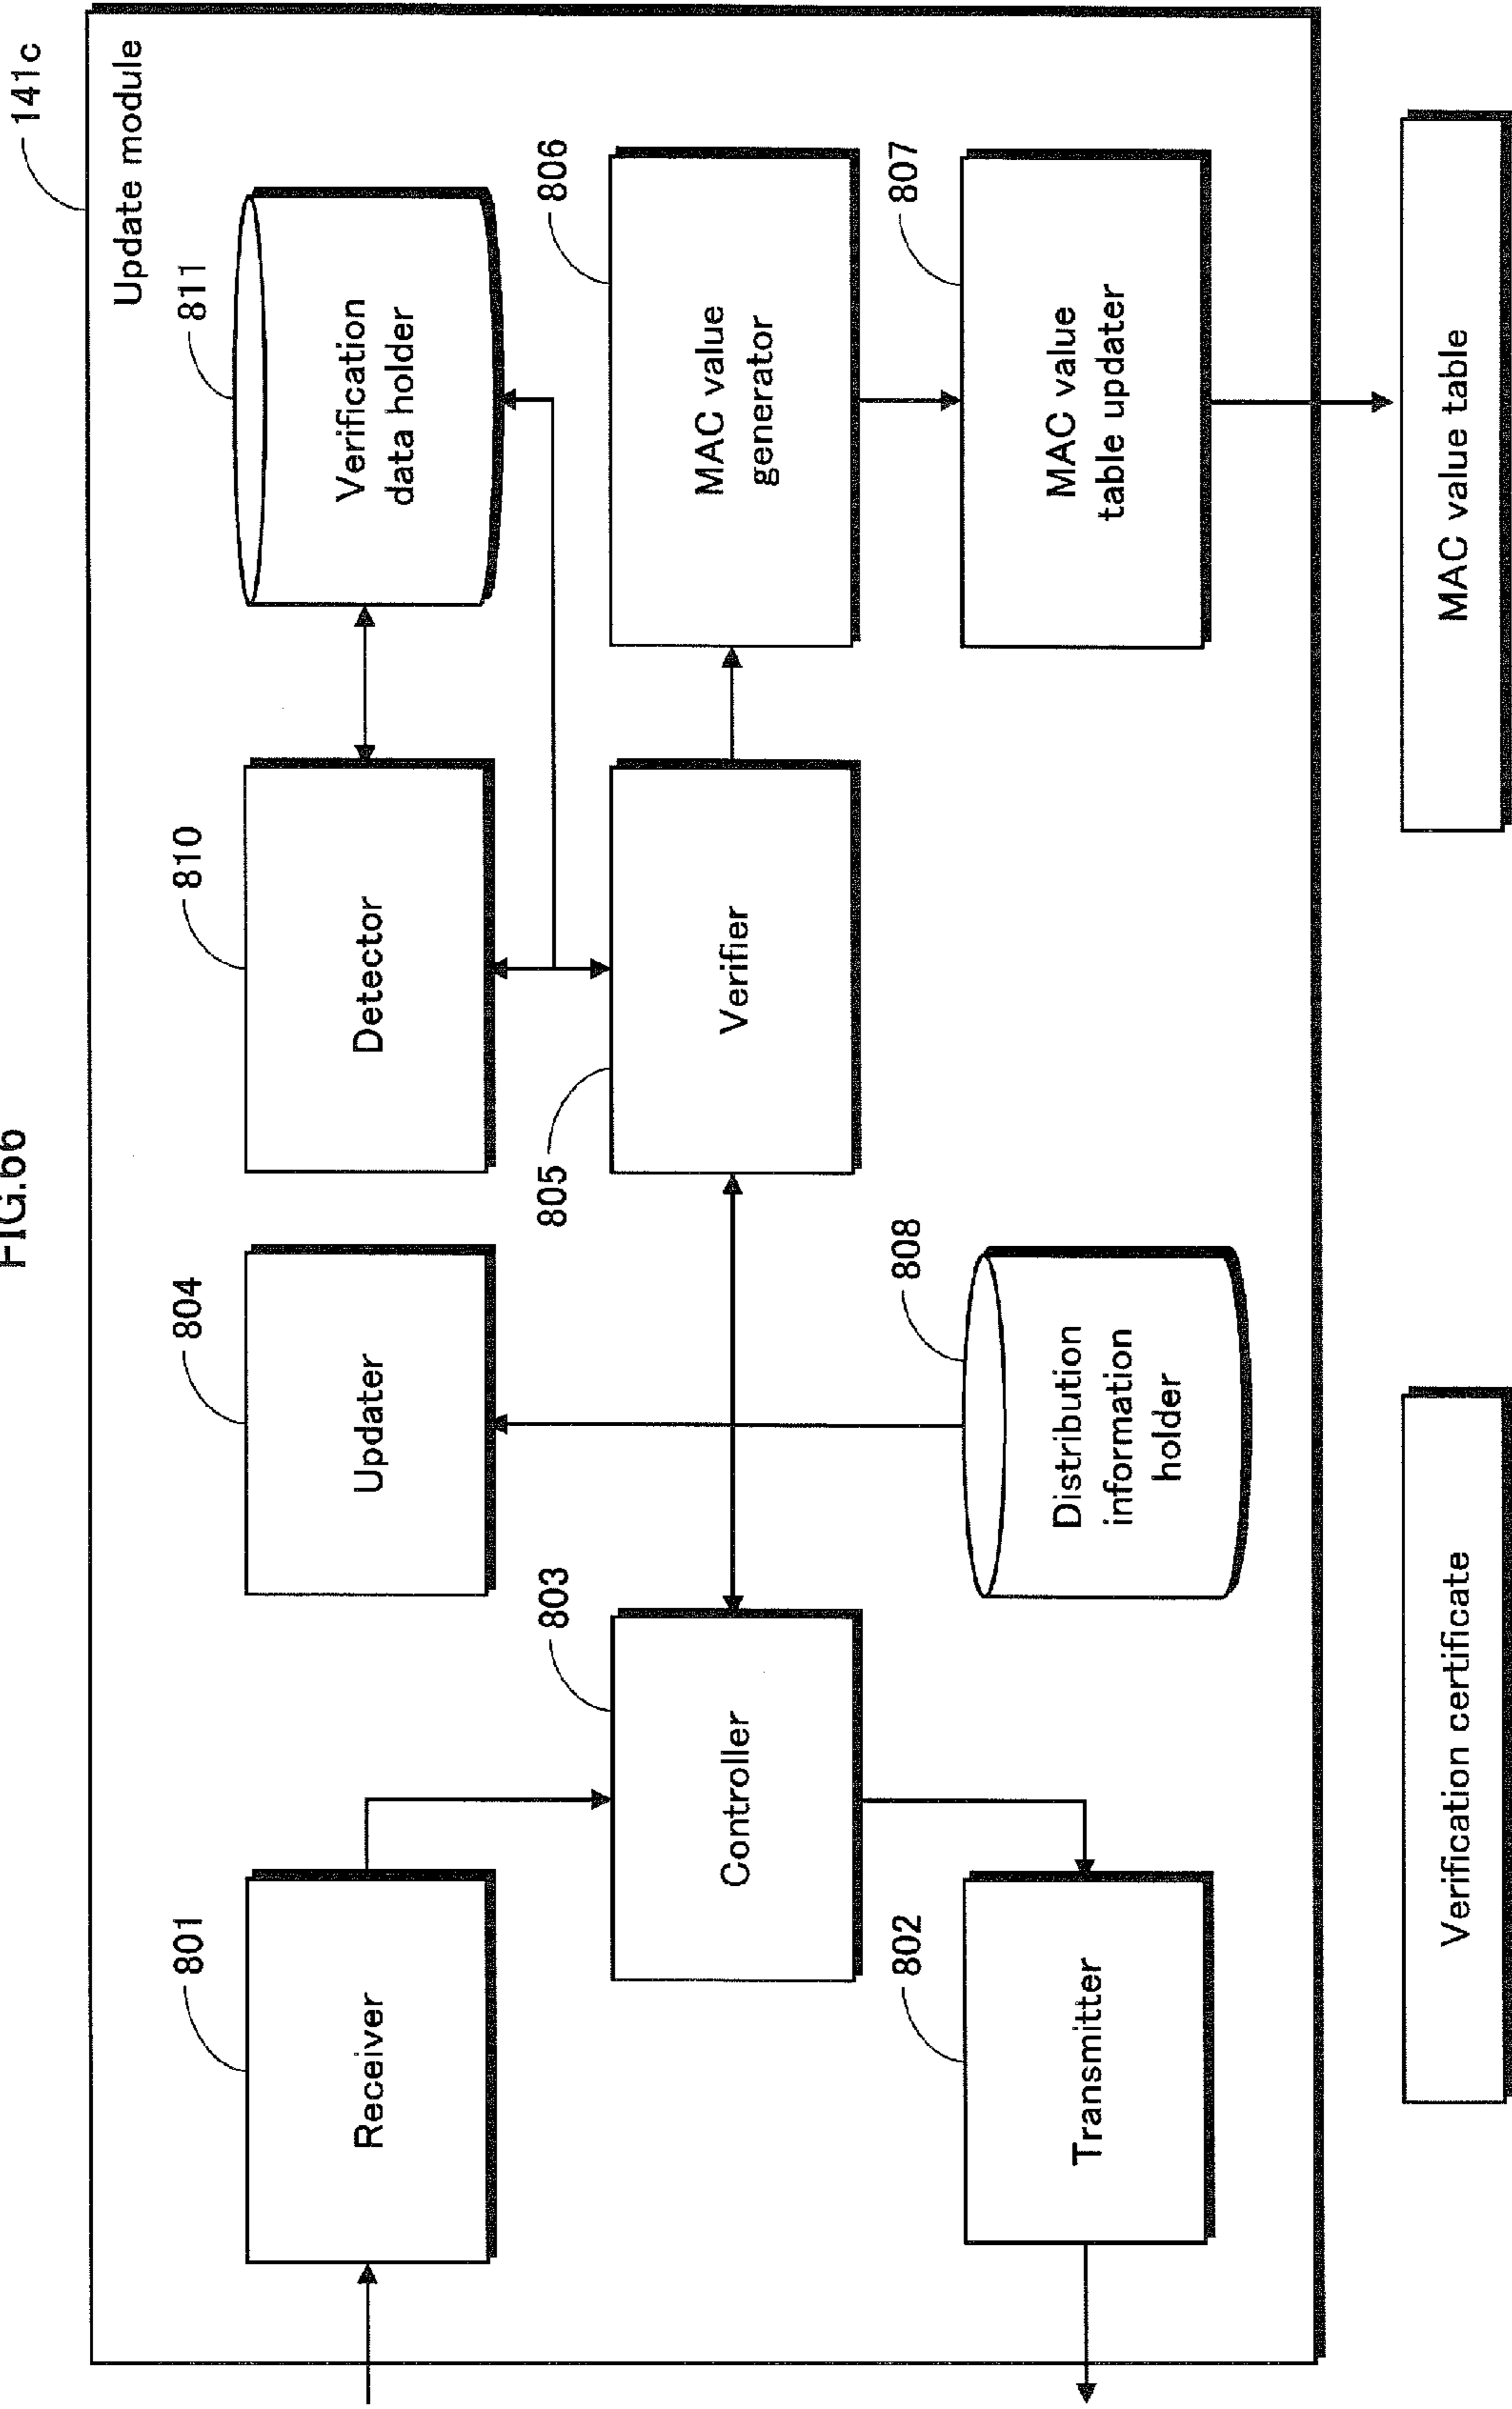 FIG.66
141c
Update module
801
Receiver
804
Updater
810
Detector
811
Verification
data holder
803
Controller
805
Verifier
806
MAC value
generator
802
Transmitter
808
Distribution
information
holder
807
MAC value
table updater
Verification certificate
MAC value table